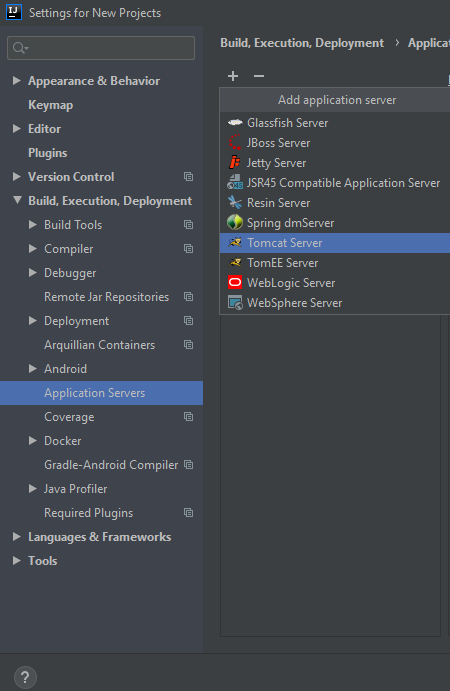 IJ Settings for New Projects
Build, Execution, Deployment › Applica
Appearance & Behavior
Keymap
Editor
Plugins
Version Control
Build, Execution, Deployment
Build Tools
Compiler
Debugger
Remote Jar Repositories
Deployment
Arquillian Containers
Android
Application Servers
Coverage
Docker
Gradle-Android Compiler
Java Profiler
Required Plugins
Languages & Frameworks
Tools
Add application server
Glassfish Server
JBoss Server
Jetty Server
JSR45 Compatible Application Server
Resin Server
Spring dmServer
Tomcat Server
TomEE Server
WebLogic Server
WebSphere Server
?